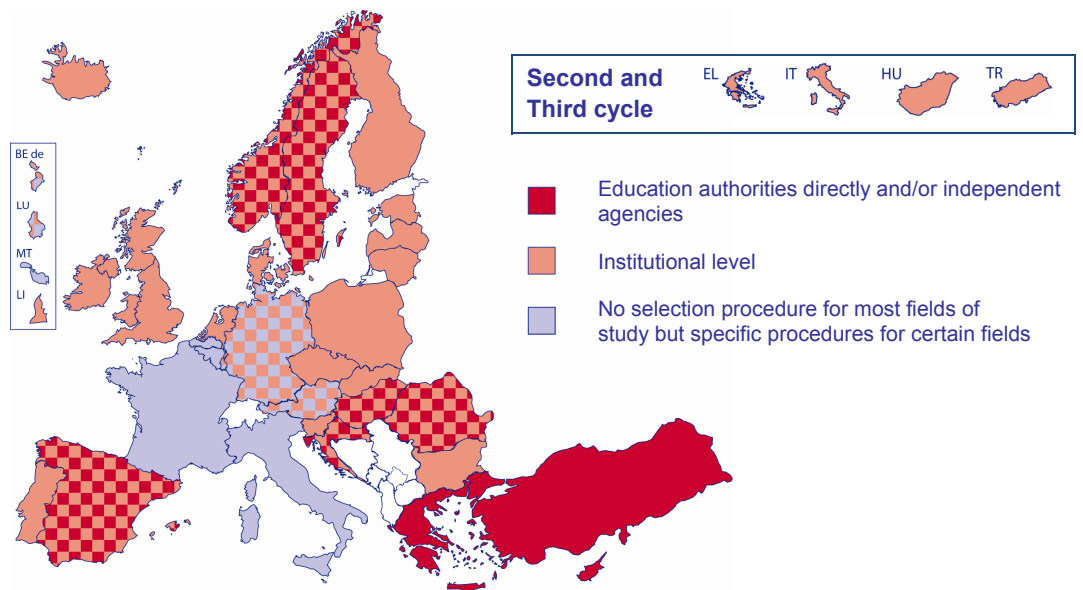 Second and
Third cycle
EL
IT
HU
TR
BE de
LU
MT
LI
Education authorities directly and/or independent
agencies
Institutional level
No selection procedure for most fields of
study but specific procedures for certain fields